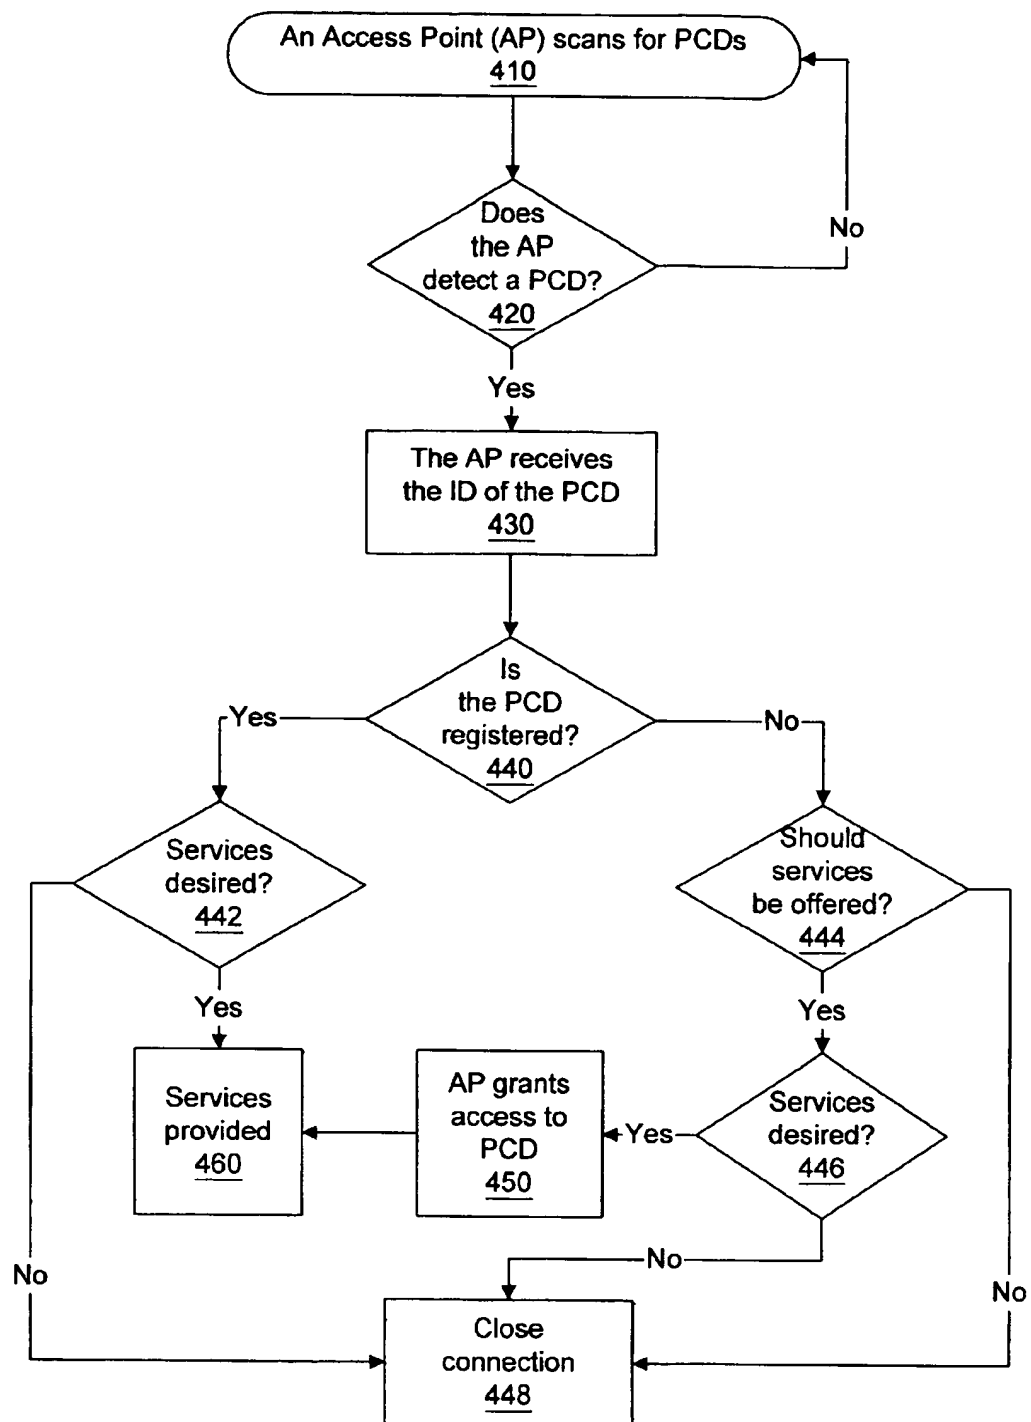 An Access Point (AP) scans for PCDs
410
No
Does
the AP
detect a PCD?
420
Yes
The AP receives
the ID of the PCD
430
Is
the PCD
registered?
440
Yes
No
Services
desired?
442
Should
services
be offered?
444
Yes
Yes
Services
provided
460
AP grants
access to
PCD
450
Yes
Services
desired?
446
No
No
No
Close
connection
448